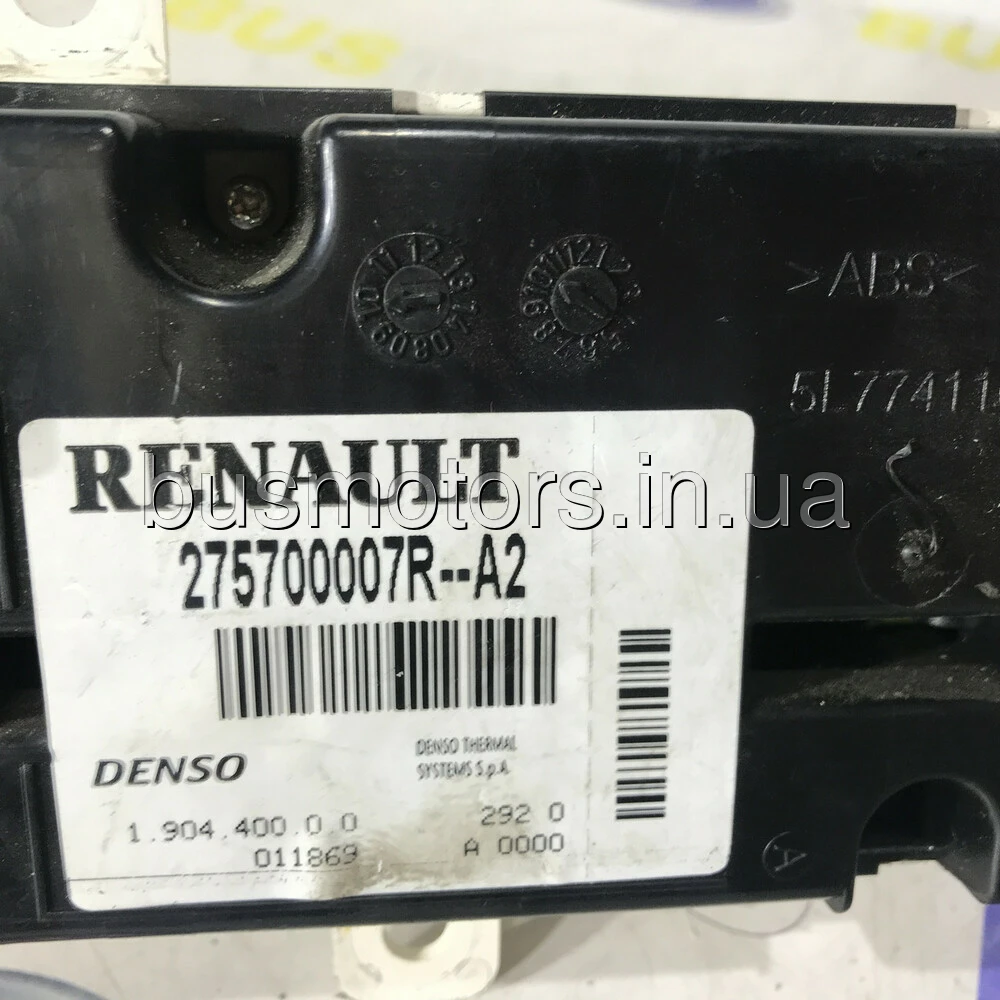 BUS
>ABS<
5L77411
RENAULT
busmotors.in.ua
275700007R--A2
DENSO
DENSO THERMAL
SYSTEMS S.p.A.
1.904.400.0.0
292 0
011869
A 0000
A